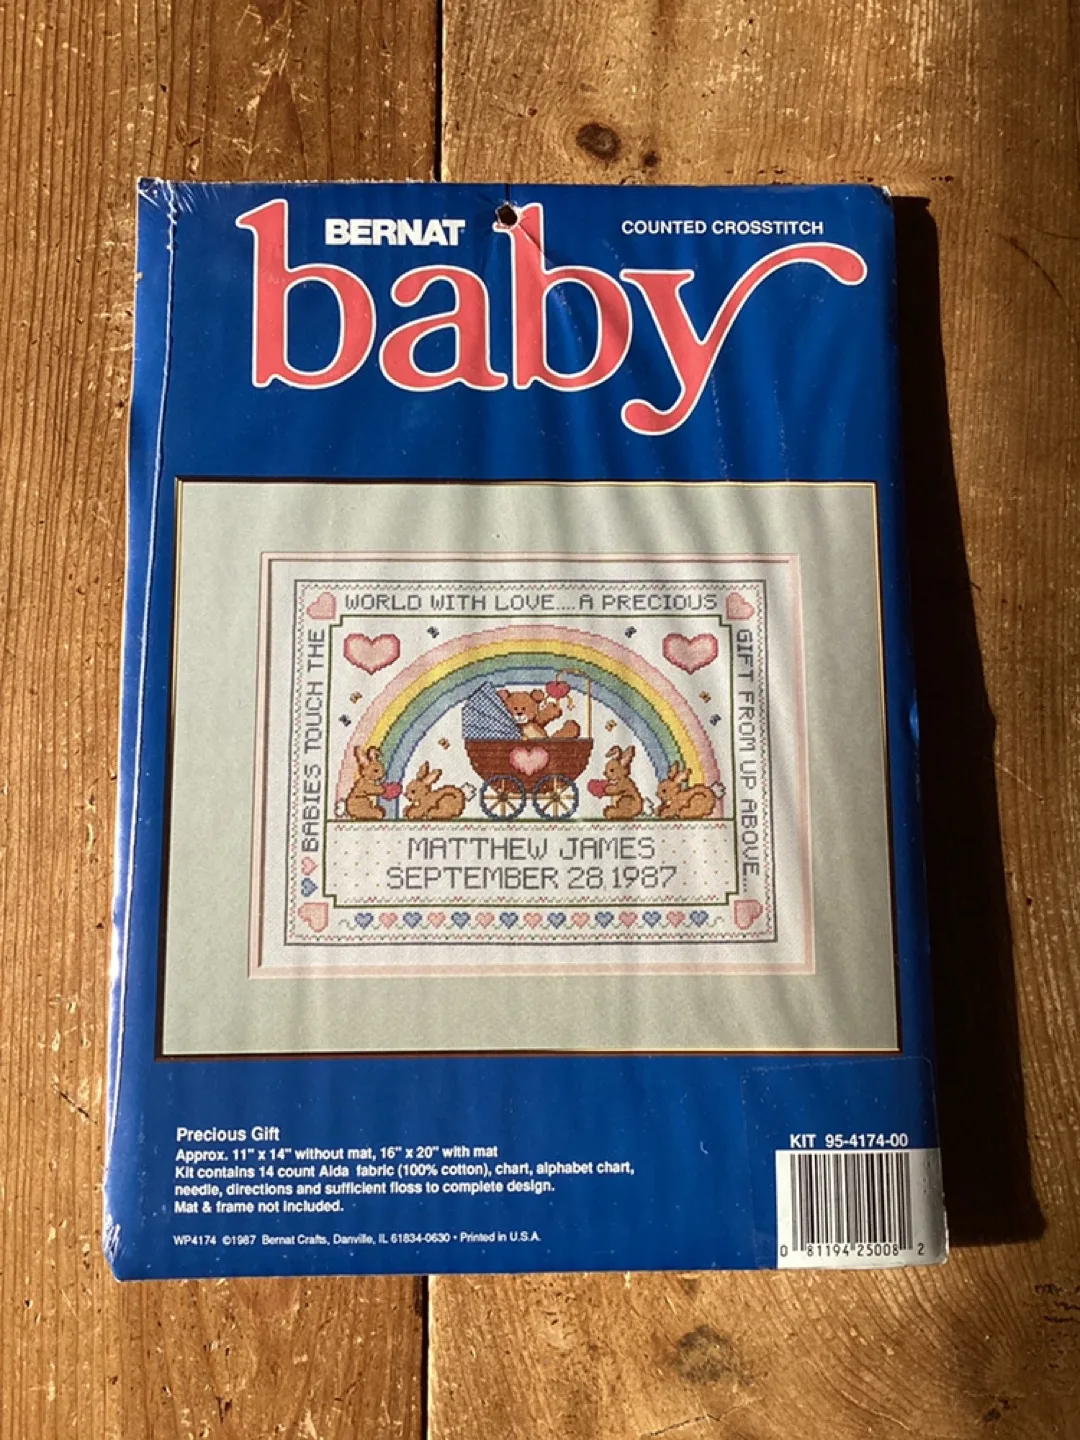 BERNAT
COUNTED CROSSTITCH
baby
BABIES TOUCH THE
WORLD WITH LOVE...A PRECIOUS
GIFT FROM UP ABOVE...
MATTHEW JAMES
SEPTEMBER 28, 1987
Precious Gift
Approx. 11" x 14" without mat, 16" x 20" with mat
Kit contains 14 count Aida fabric (100% cotton), chart, alphabet chart,
needle, directions and sufficient floss to complete design.
Mat & frame not included.
WP4174 ©1987 Bernat Crafts, Danville, IL 61834-0630 • Printed in U.S.A.
KIT 95-4174-00
0 81194 25008 2